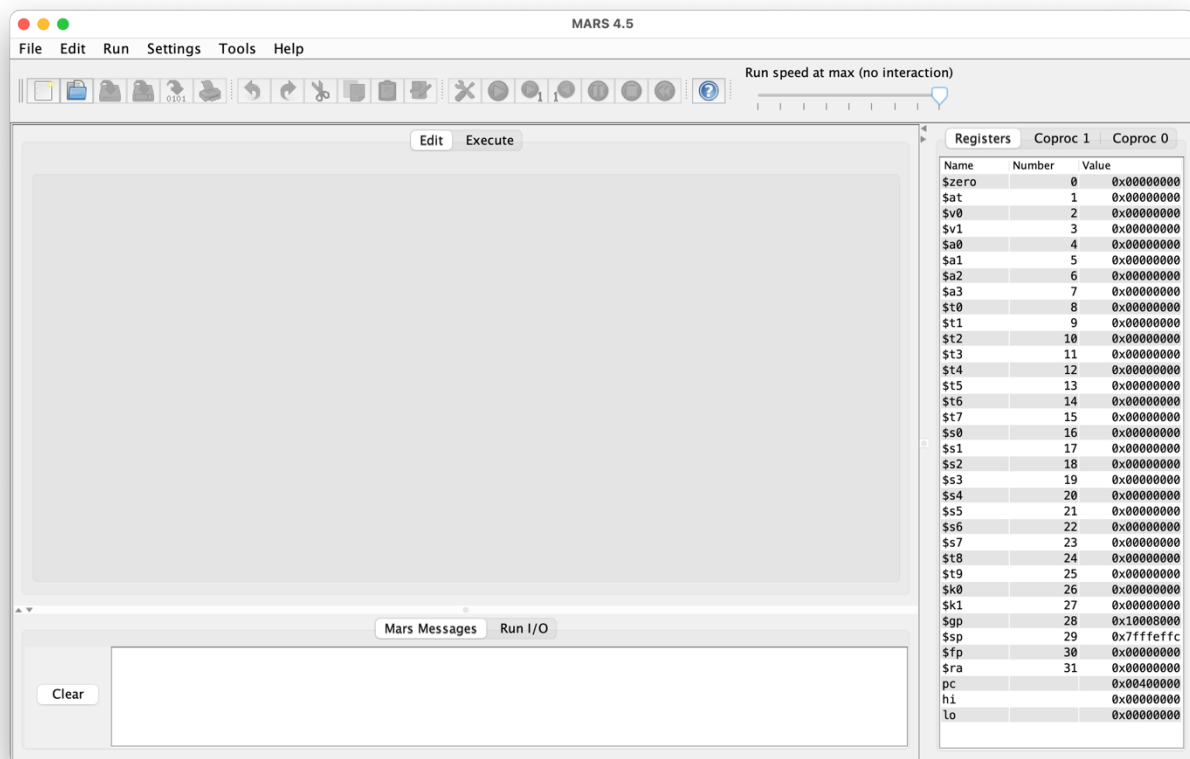 MARS 4.5
File Edit Run Settings Tools Help
Run speed at max (no interaction)
0101
1 1
?
Edit Execute
Registers Coproc 1 Coproc 0
Name Number Value
$zero 0 0x00000000
$at 1 0x00000000
$v0 2 0x00000000
$v1 3 0x00000000
$a0 4 0x00000000
$a1 5 0x00000000
$a2 6 0x00000000
$a3 7 0x00000000
$t0 8 0x00000000
$t1 9 0x00000000
$t2 10 0x00000000
$t3 11 0x00000000
$t4 12 0x00000000
$t5 13 0x00000000
$t6 14 0x00000000
$t7 15 0x00000000
$s0 16 0x00000000
$s1 17 0x00000000
$s2 18 0x00000000
$s3 19 0x00000000
$s4 20 0x00000000
$s5 21 0x00000000
$s6 22 0x00000000
$s7 23 0x00000000
$t8 24 0x00000000
$t9 25 0x00000000
$k0 26 0x00000000
$k1 27 0x00000000
$gp 28 0x10008000
$sp 29 0x7fffeffc
$fp 30 0x00000000
$ra 31 0x00000000
pc 0x00400000
hi 0x00000000
lo 0x00000000
Mars Messages Run I/O
Clear